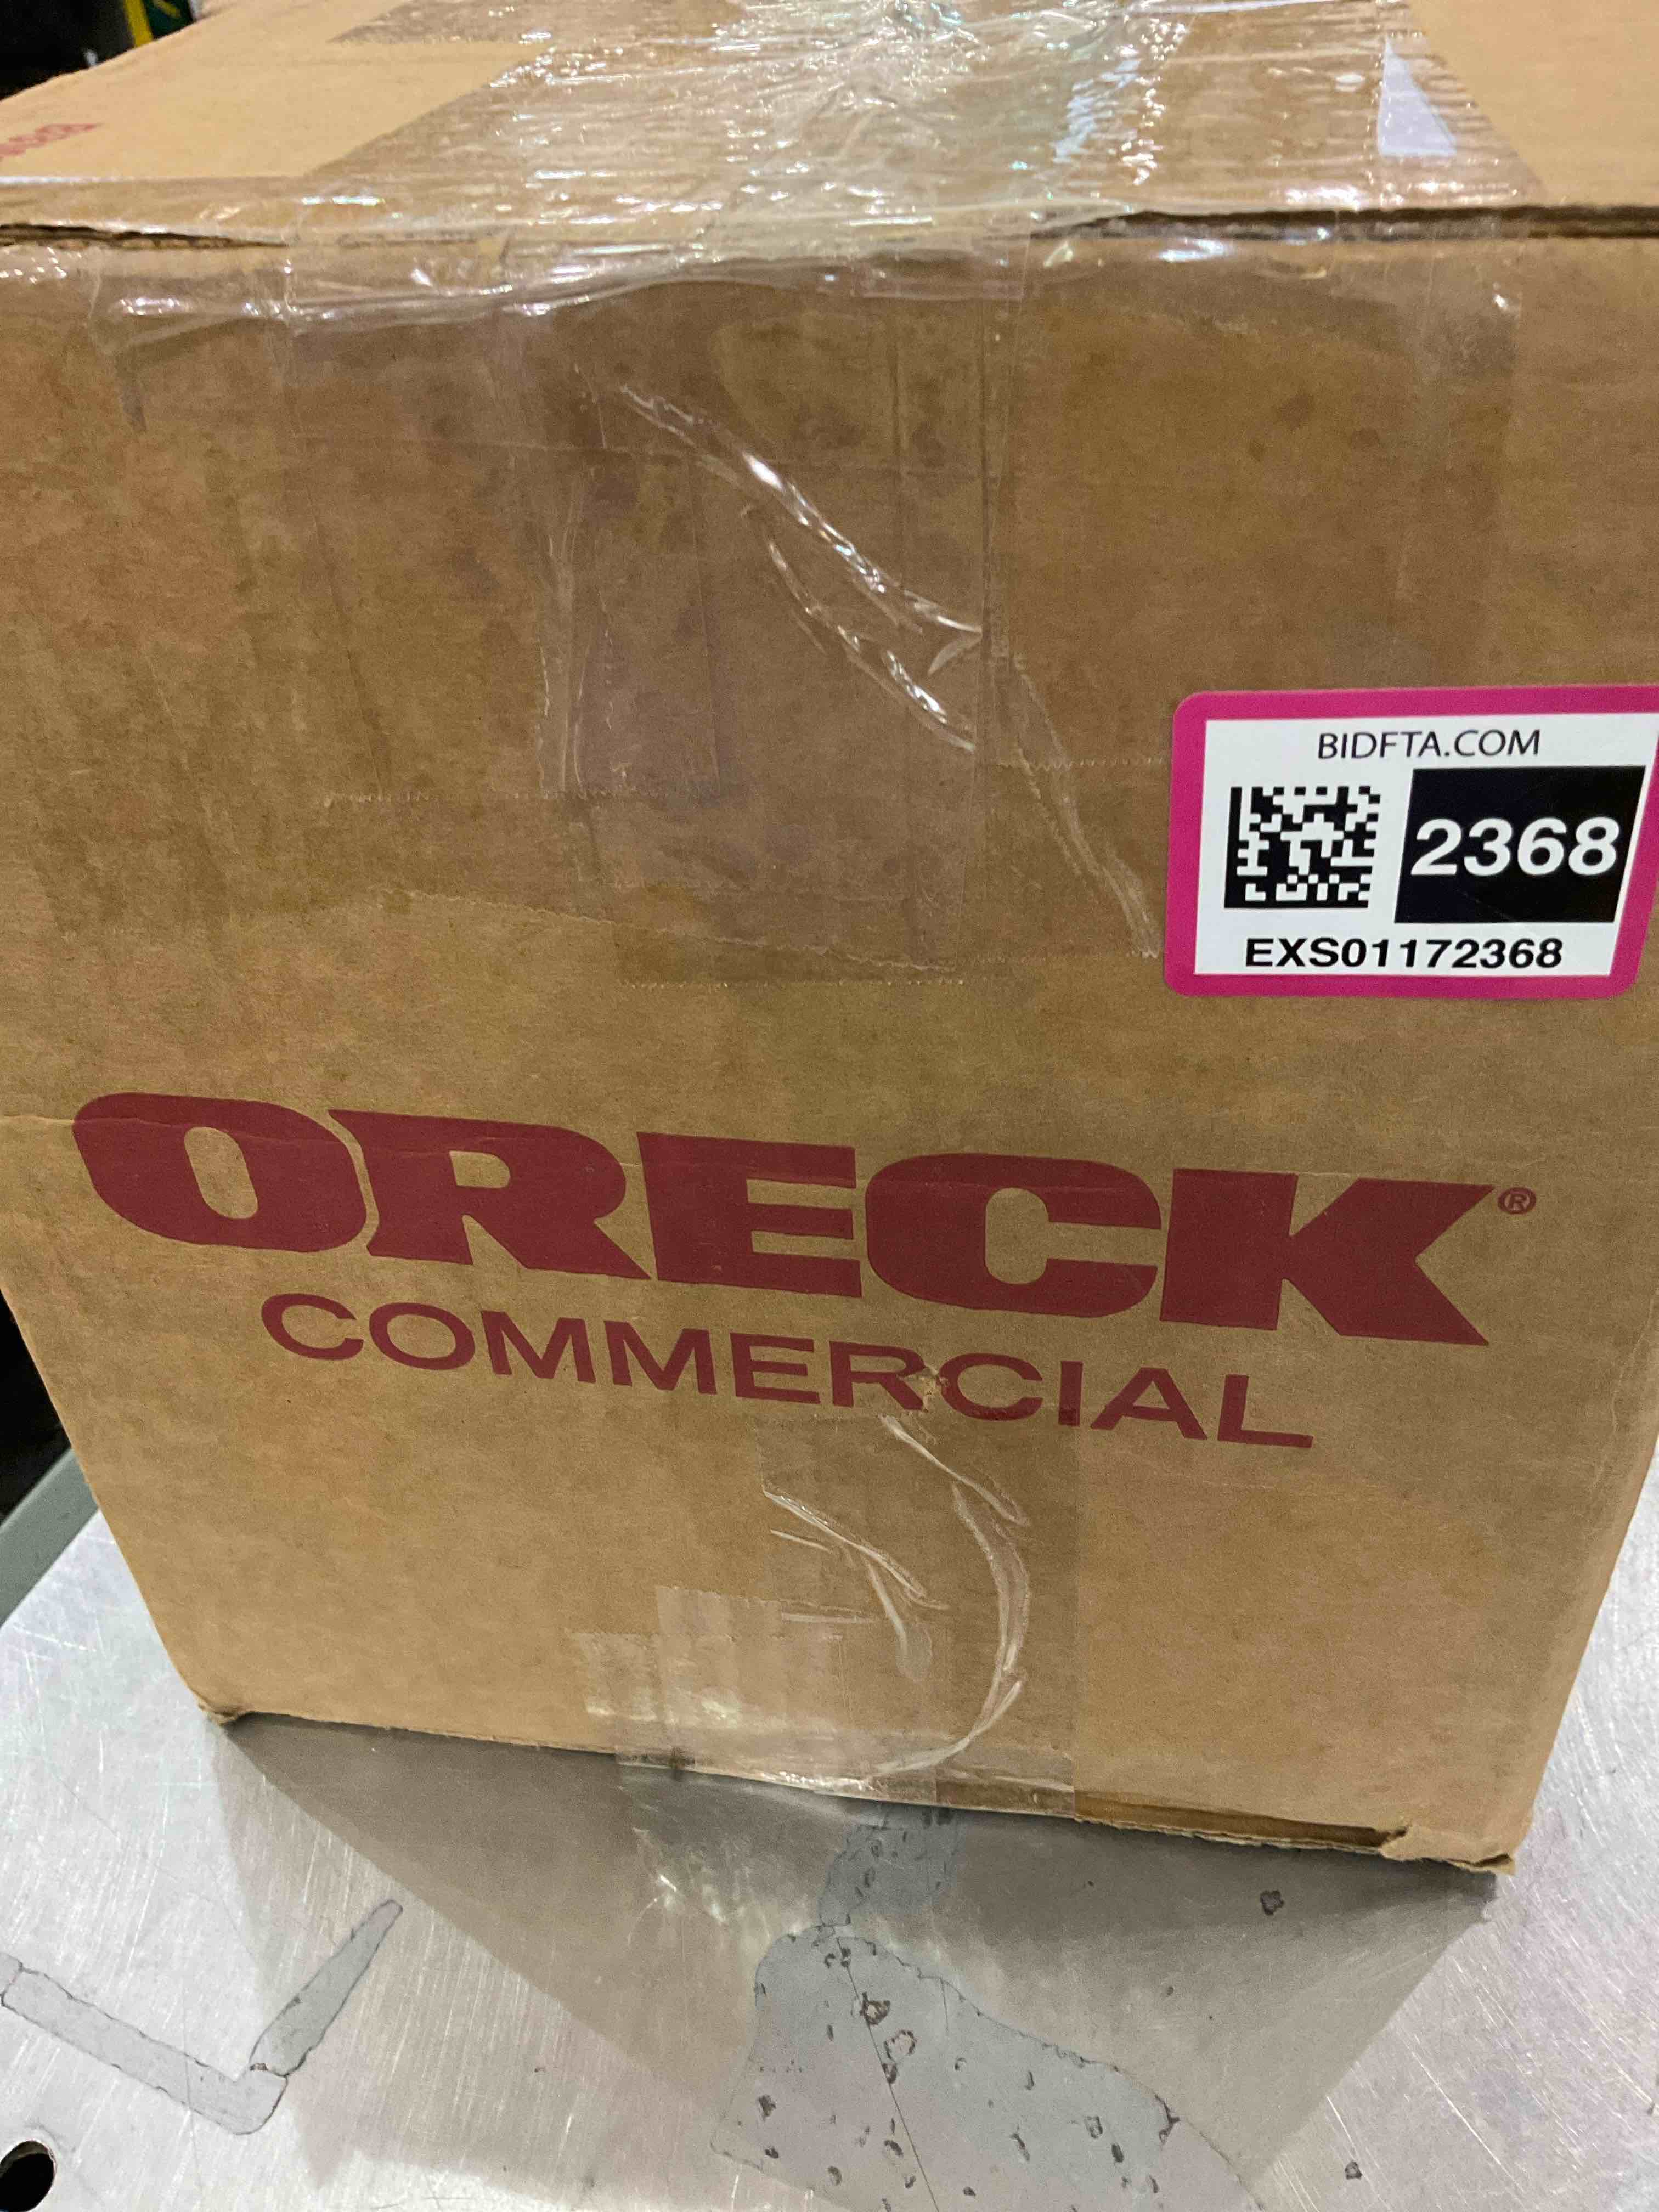 BIDFTA.COM
2368
EXS01172368
ORECK®
COMMERCIAL